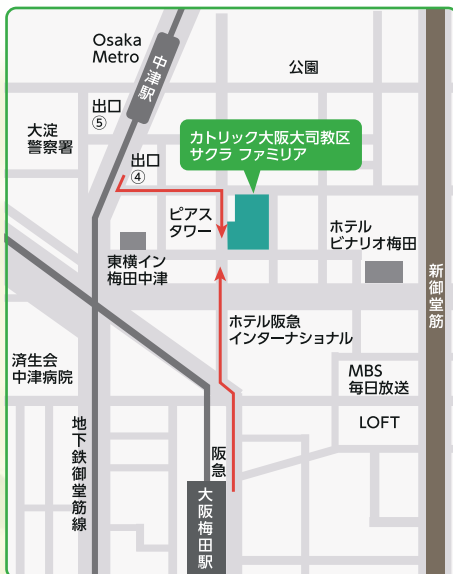 Osaka
Metro
中津駅
公園
出口
⑤
大淀
警察署
カトリック大阪大司教区
サクラ ファミリア
出口
④
ピアス
タワー
ホテル
ビナリオ梅田
東横イン
梅田中津
新御堂筋
ホテル阪急
インターナショナル
済生会
中津病院
MBS
毎日放送
LOFT
地下鉄御堂筋線
阪急
大阪梅田駅